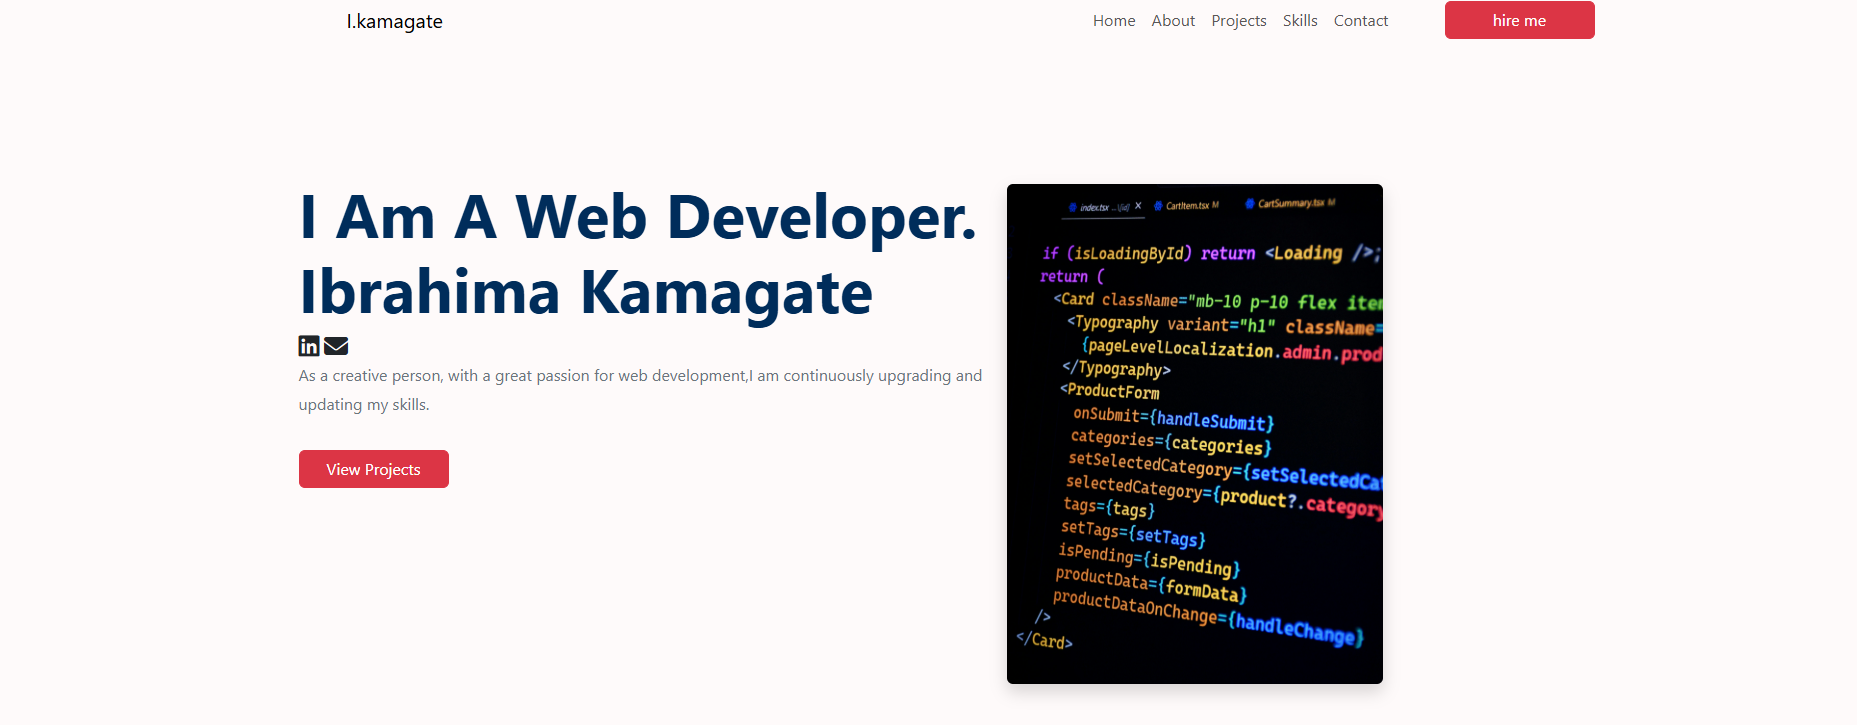 I.kamagate
Home About Projects Skills Contact
hire me
I Am A Web Developer.
Ibrahima Kamagate
in
As a creative person, with a great passion for web development,I am continuously upgrading and
updating my skills.
View Projects
index.tsx ...\[id] × CartItem.tsx M CartSummary.tsx M
if (isLoadingById) return <Loading />;
return (
<Card className="mb-10 p-10 flex item
<Typography variant="h1" className=
{pageLevelLocalization.admin.prod
</Typography>
<ProductForm
onSubmit={handleSubmit}
categories={categories}
setSelectedCategory={setSelectedCat
selectedCategory={product?.category
tags={tags}
setTags={setTags}
isPending={isPending}
productData={formData}
productDataOnChange={handleChange}
/>
</Card>